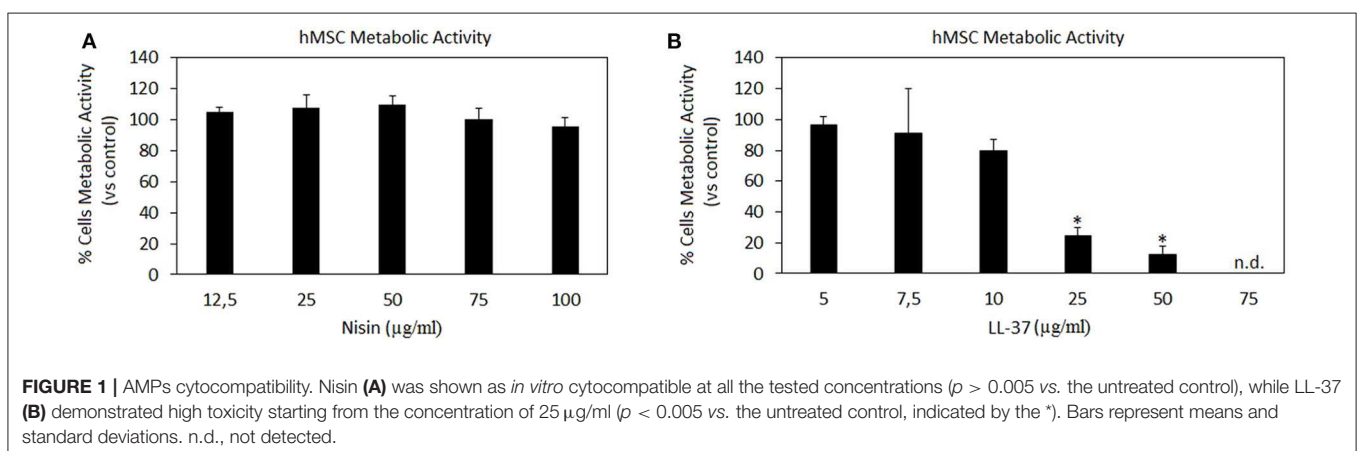 A
hMSC Metabolic Activity
% Cells Metabolic Activity
(vs control)
140
120
100
80
60
40
20
0
12,5 25 50 75 100
Nisin (µg/ml)
B
hMSC Metabolic Activity
% Cells Metabolic Activity
(vs control)
140
120
100
80
60
40
20
0
* * n.d.
5 7,5 10 25 50 75
LL-37 (µg/ml)
FIGURE 1 | AMPs cytocompatibility. Nisin (A) was shown as in vitro cytocompatible at all the tested concentrations (p > 0.005 vs. the untreated control), while LL-37
(B) demonstrated high toxicity starting from the concentration of 25 µg/ml (p < 0.005 vs. the untreated control, indicated by the *). Bars represent means and
standard deviations. n.d., not detected.